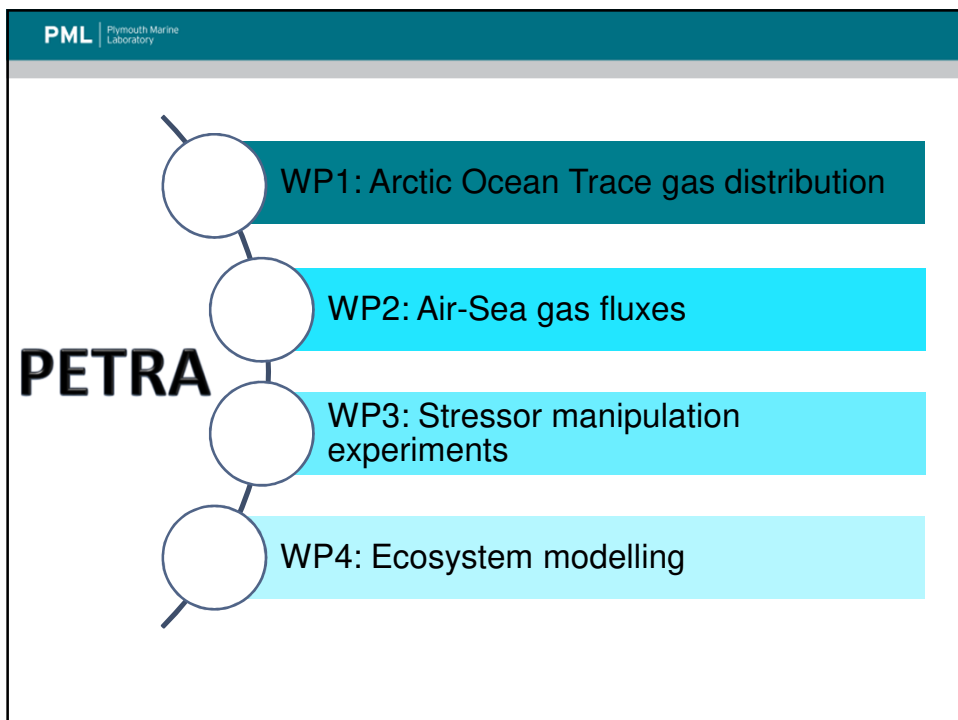 PML Plymouth Marine
Laboratory
WP1: Arctic Ocean Trace gas distribution
WP2: Air-Sea gas fluxes
PETRA
WP3: Stressor manipulation
experiments
WP4: Ecosystem modelling